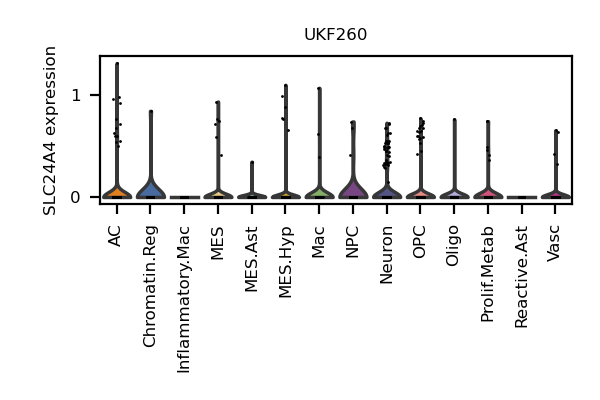 UKF260
SLC24A4 expression
1
0
AC
Chromatin.Reg
Inflammatory.Mac
MES
MES.Ast
MES.Hyp
Mac
NPC
Neuron
OPC
Oligo
Prolif.Metab
Reactive.Ast
Vasc